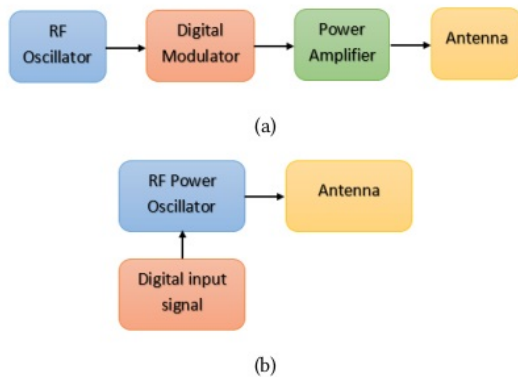 RF
Oscillator
Digital
Modulator
Power
Amplifier
Antenna
(a)
RF Power
Oscillator
Antenna
Digital input
signal
(b)